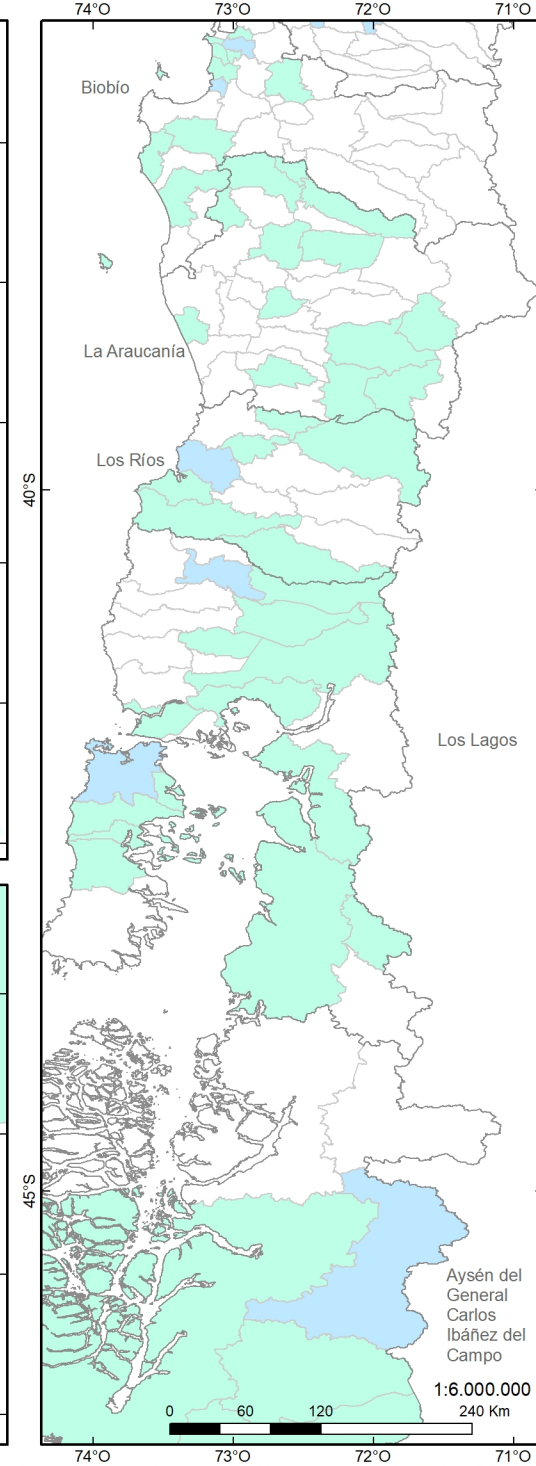 74°O 73°O 72°O 71°O
Biobío
La Araucanía
Los Ríos
40°S
Los Lagos
45°S
Aysén del
General
Carlos
Ibáñez del
Campo
1:6.000.000
0 60 120 240 Km
74°O 73°O 72°O 71°O